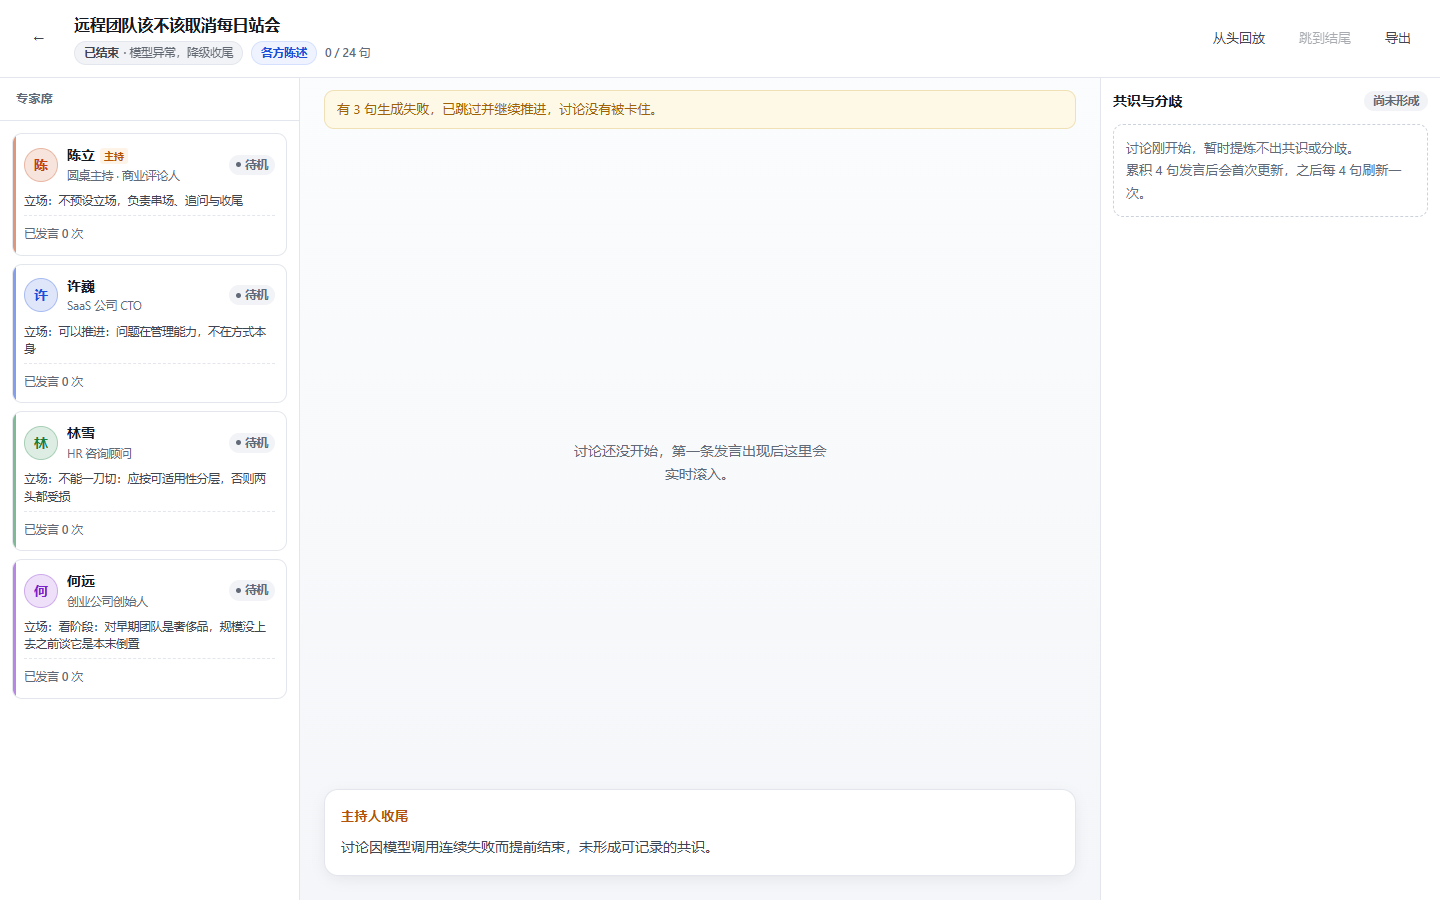 ←
远程团队该不该取消每日站会
已结束 · 模型异常，降级收尾 各方陈述 0 / 24 句
从头回放 跳到结尾 导出
专家席
陈
陈立 主持
圆桌主持 · 商业评论人
待机
立场：不预设立场，负责串场、追问与收尾
已发言 0 次
许
许巍
SaaS 公司 CTO
待机
立场：可以推进：问题在管理能力，不在方式本
身
已发言 0 次
林
林雪
HR 咨询顾问
待机
立场：不能一刀切：应按可适用性分层，否则两
头都受损
已发言 0 次
何
何远
创业公司创始人
待机
立场：看阶段：对早期团队是奢侈品，规模没上
去之前谈它是本末倒置
已发言 0 次
有 3 句生成失败，已跳过并继续推进，讨论没有被卡住。
讨论还没开始，第一条发言出现后这里会
实时滚入。
主持人收尾
讨论因模型调用连续失败而提前结束，未形成可记录的共识。
共识与分歧 尚未形成
讨论刚开始，暂时提炼不出共识或分歧。
累积 4 句发言后会首次更新，之后每 4 句刷新一
次。